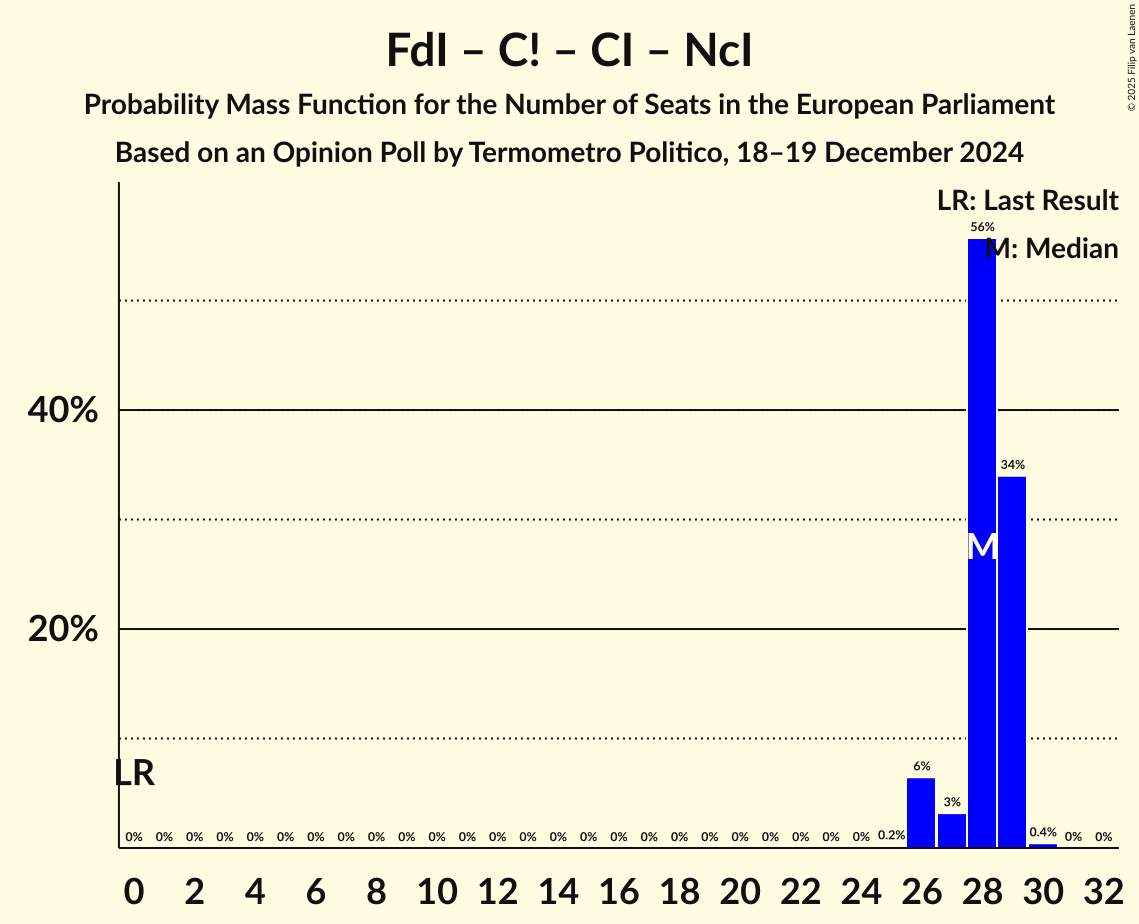 FdI – C! – CI – NcI
Probability Mass Function for the Number of Seats in the European Parliament
Based on an Opinion Poll by Termometro Politico, 18–19 December 2024
© 2025 Filip van Laenen
LR: Last Result
M: Median
56%
40%
34%
M
20%
LR
6%
3%
0% 0% 0% 0% 0% 0% 0% 0% 0% 0% 0% 0% 0% 0% 0% 0% 0% 0% 0% 0% 0% 0% 0% 0% 0% 0.2% 0.4% 0% 0%
0 2 4 6 8 10 12 14 16 18 20 22 24 26 28 30 32